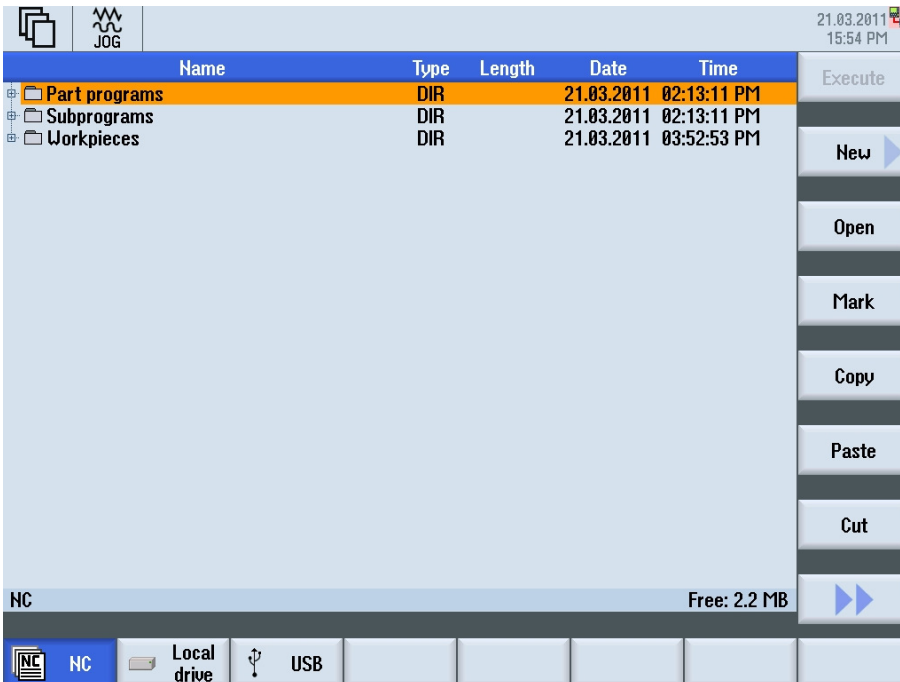 21.03.2011
JOG
15:54 PM
Name Type Length Date Time
Execute
Part programs DIR 21.03.2011 02:13:11 PM
Subprograms DIR 21.03.2011 02:13:11 PM
Workpieces DIR 21.03.2011 03:52:53 PM
New
Open
Mark
Copy
Paste
Cut
NC Free: 2.2 MB
NC NC Local drive USB